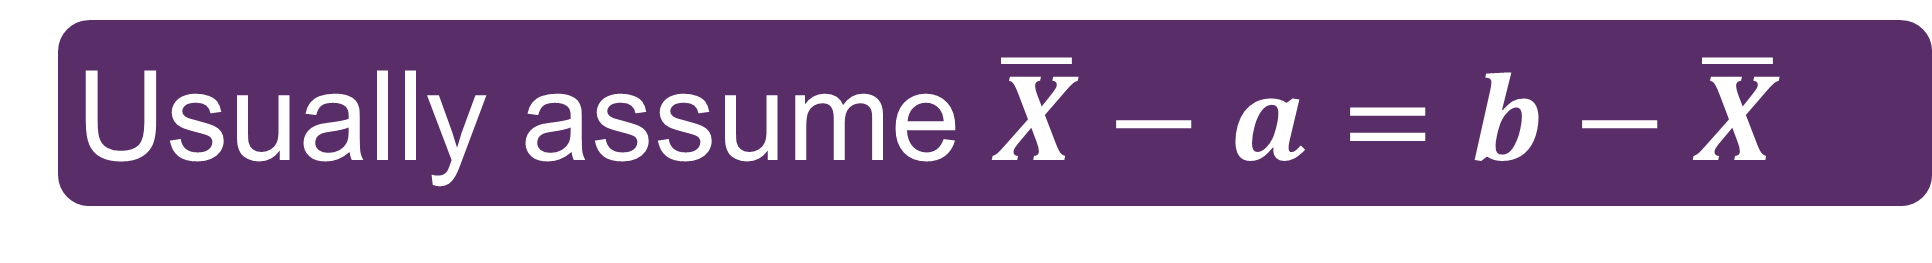 Usually assume X̅ − a = b − X̅